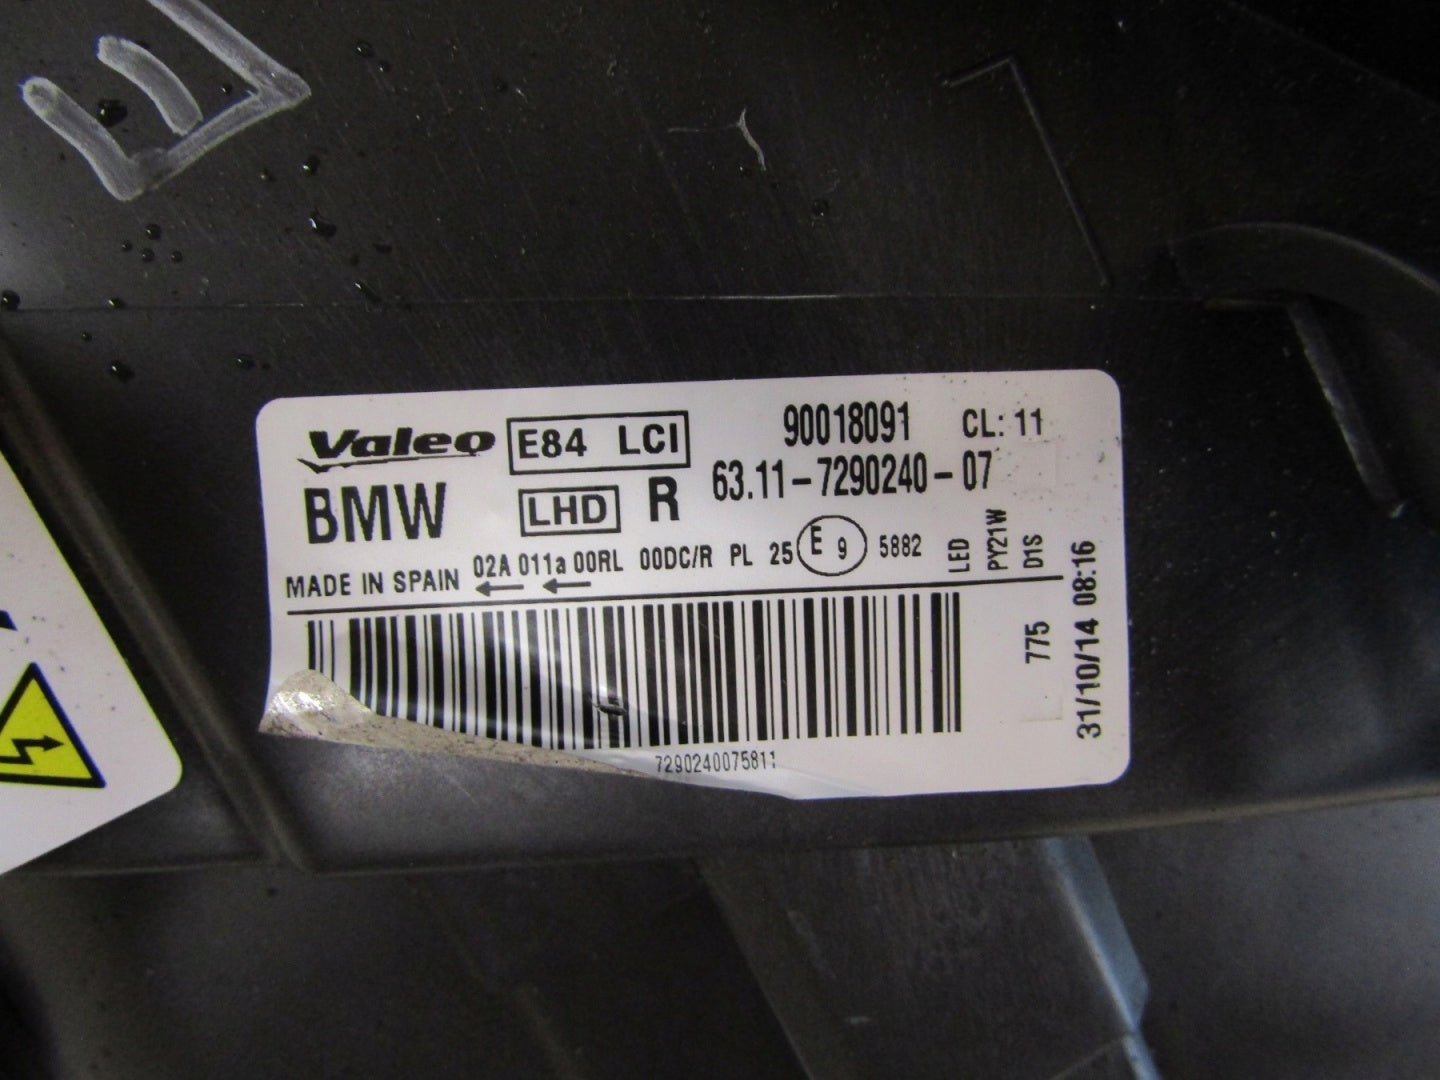 Valeo E84 LCI 90018091 CL: 11
BMW LHD R 63.11-7290240-07
MADE IN SPAIN 02A 011a 00RL 00DC/R PL 25 E 9 5882
LED
PY21W
D1S
775
31/10/14 08:16
7290240075811